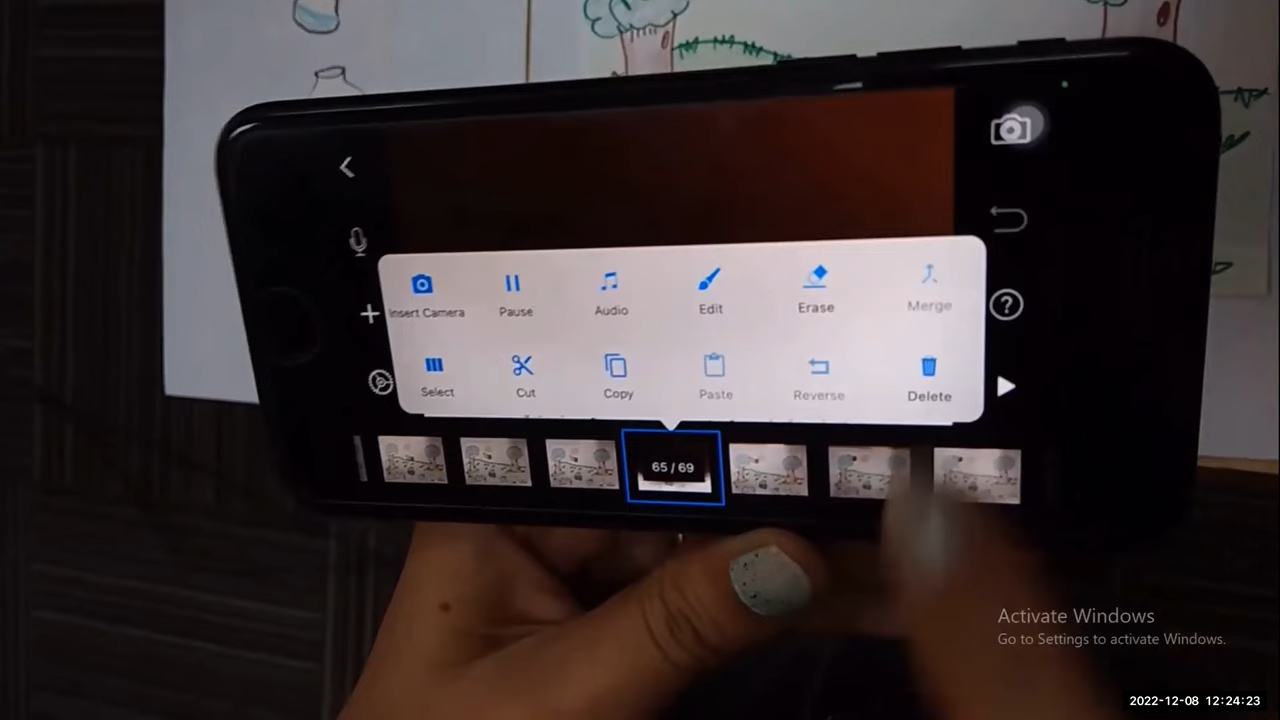 Insert Camera
Pause
Audio
Edit
Erase
Merge
Select
Cut
Copy
Paste
Reverse
Delete
65 / 69
Activate Windows
Go to Settings to activate Windows.
2022-12-08 12:24:23